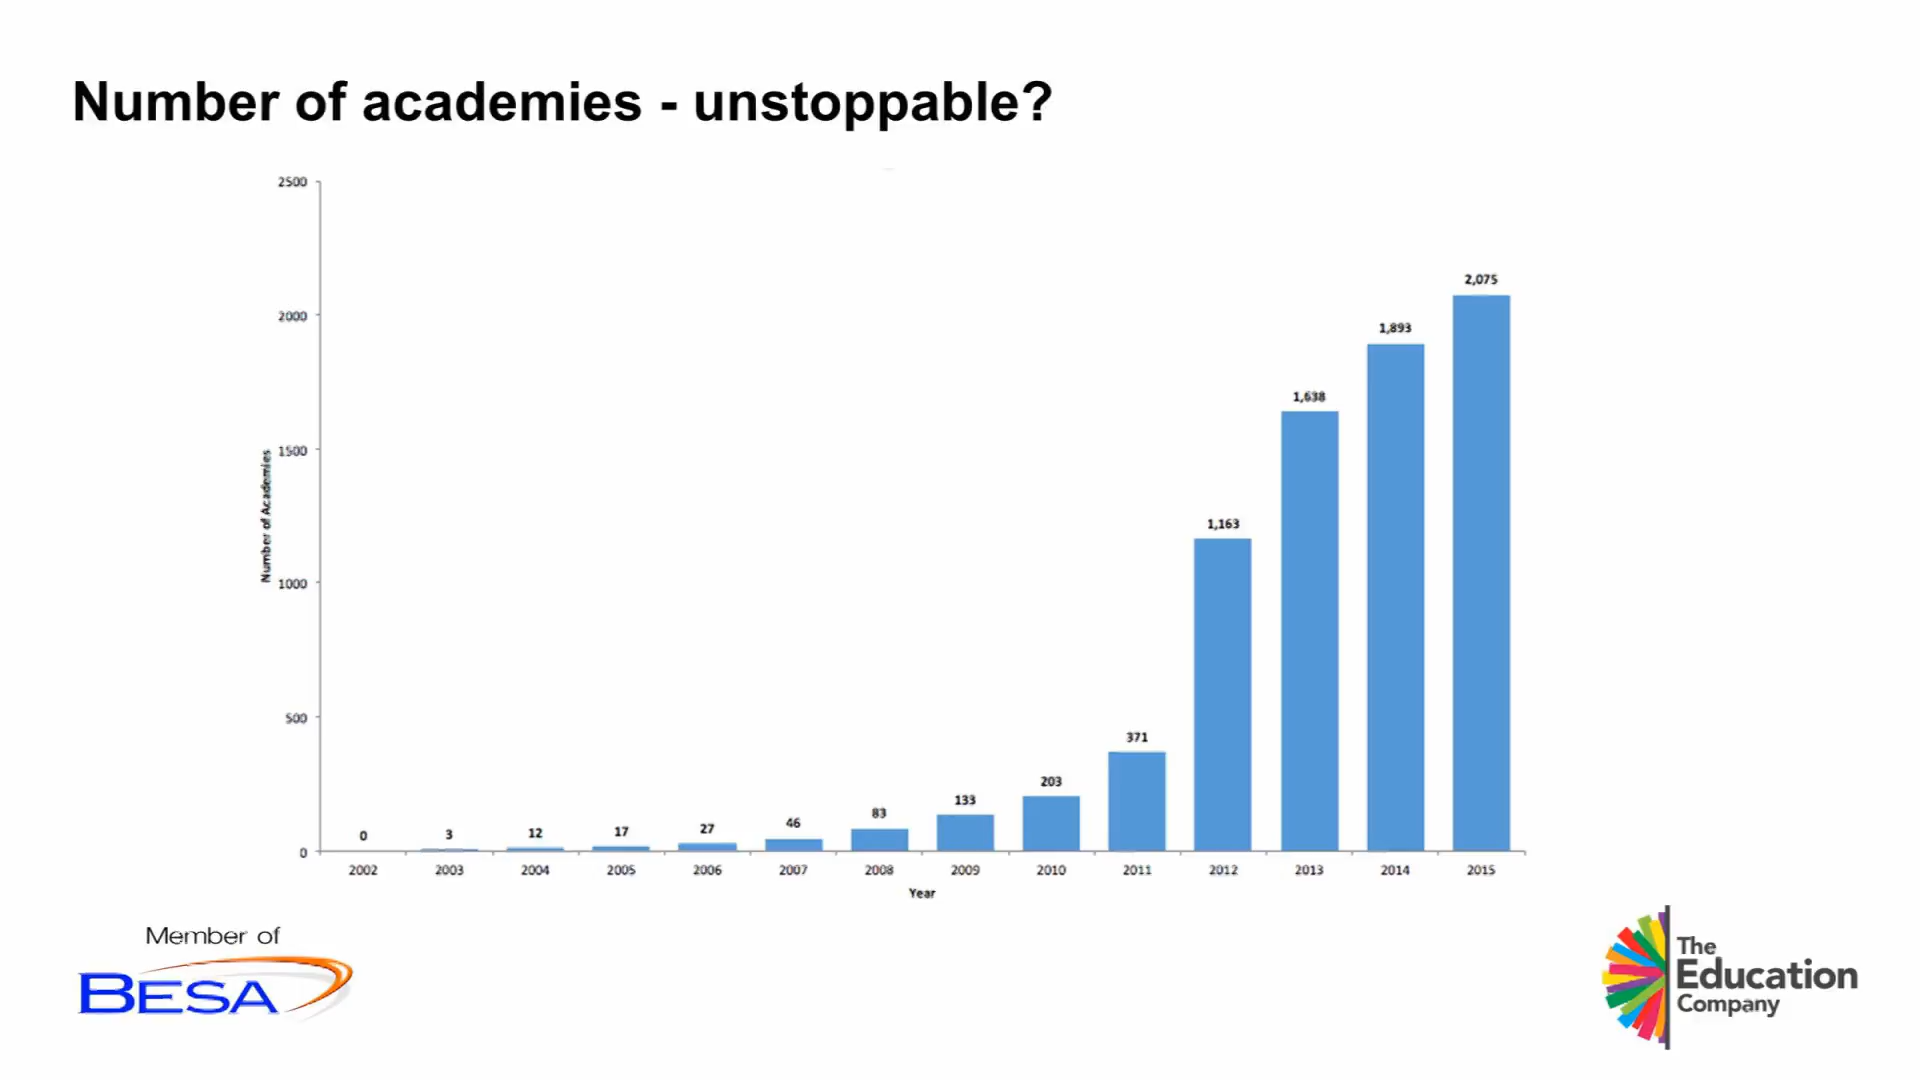 Number of academies - unstoppable?
2500
2000
1500
1000
500
0
Number of Academies
0 3 12 17 27 46 83 133 203 371 1,163 1,638 1,893 2,075
2002 2003 2004 2005 2006 2007 2008 2009 2010 2011 2012 2013 2014 2015
Year
Member of
BESA
The
Education
Company